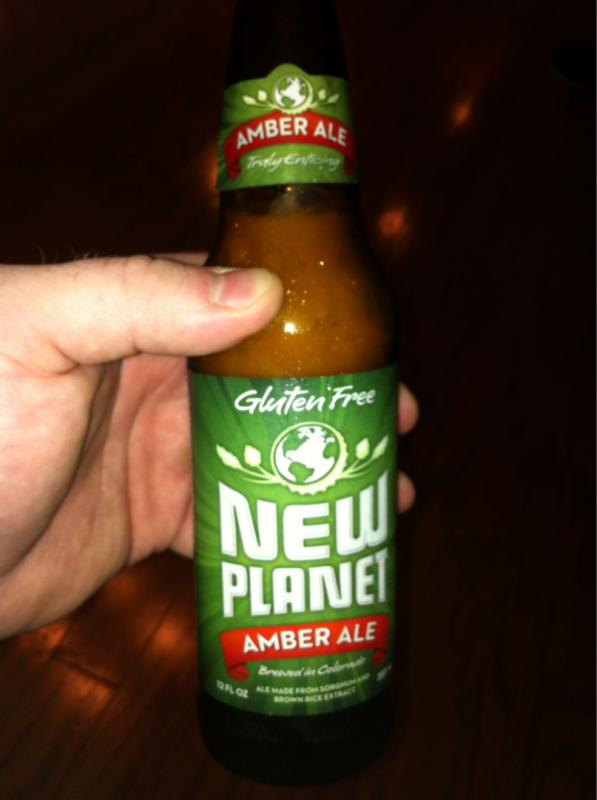 AMBER ALE
Truly Enticing
Gluten Free
NEW
PLANET
AMBER ALE
Brewed in Colorado
12 FL OZ
ALE MADE FROM SORGHUM AND
BROWN RICE EXTRACT